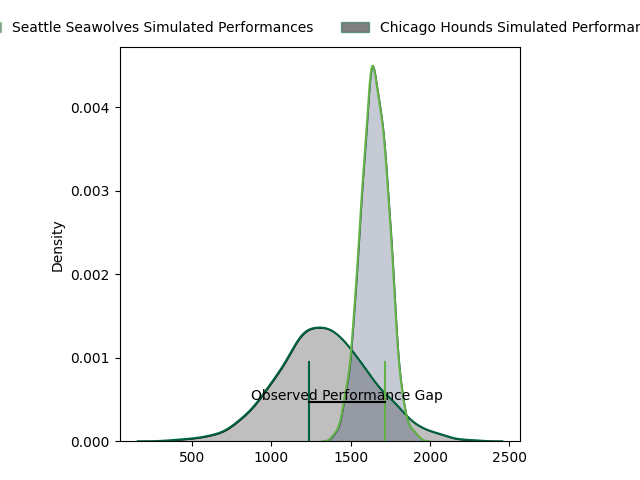 Seattle Seawolves Simulated Performances
Chicago Hounds Simulated
0.004
0.003
0.002
0.001
0.000
Density
Observed Performance Gap
500
1000
1500
2000
2500